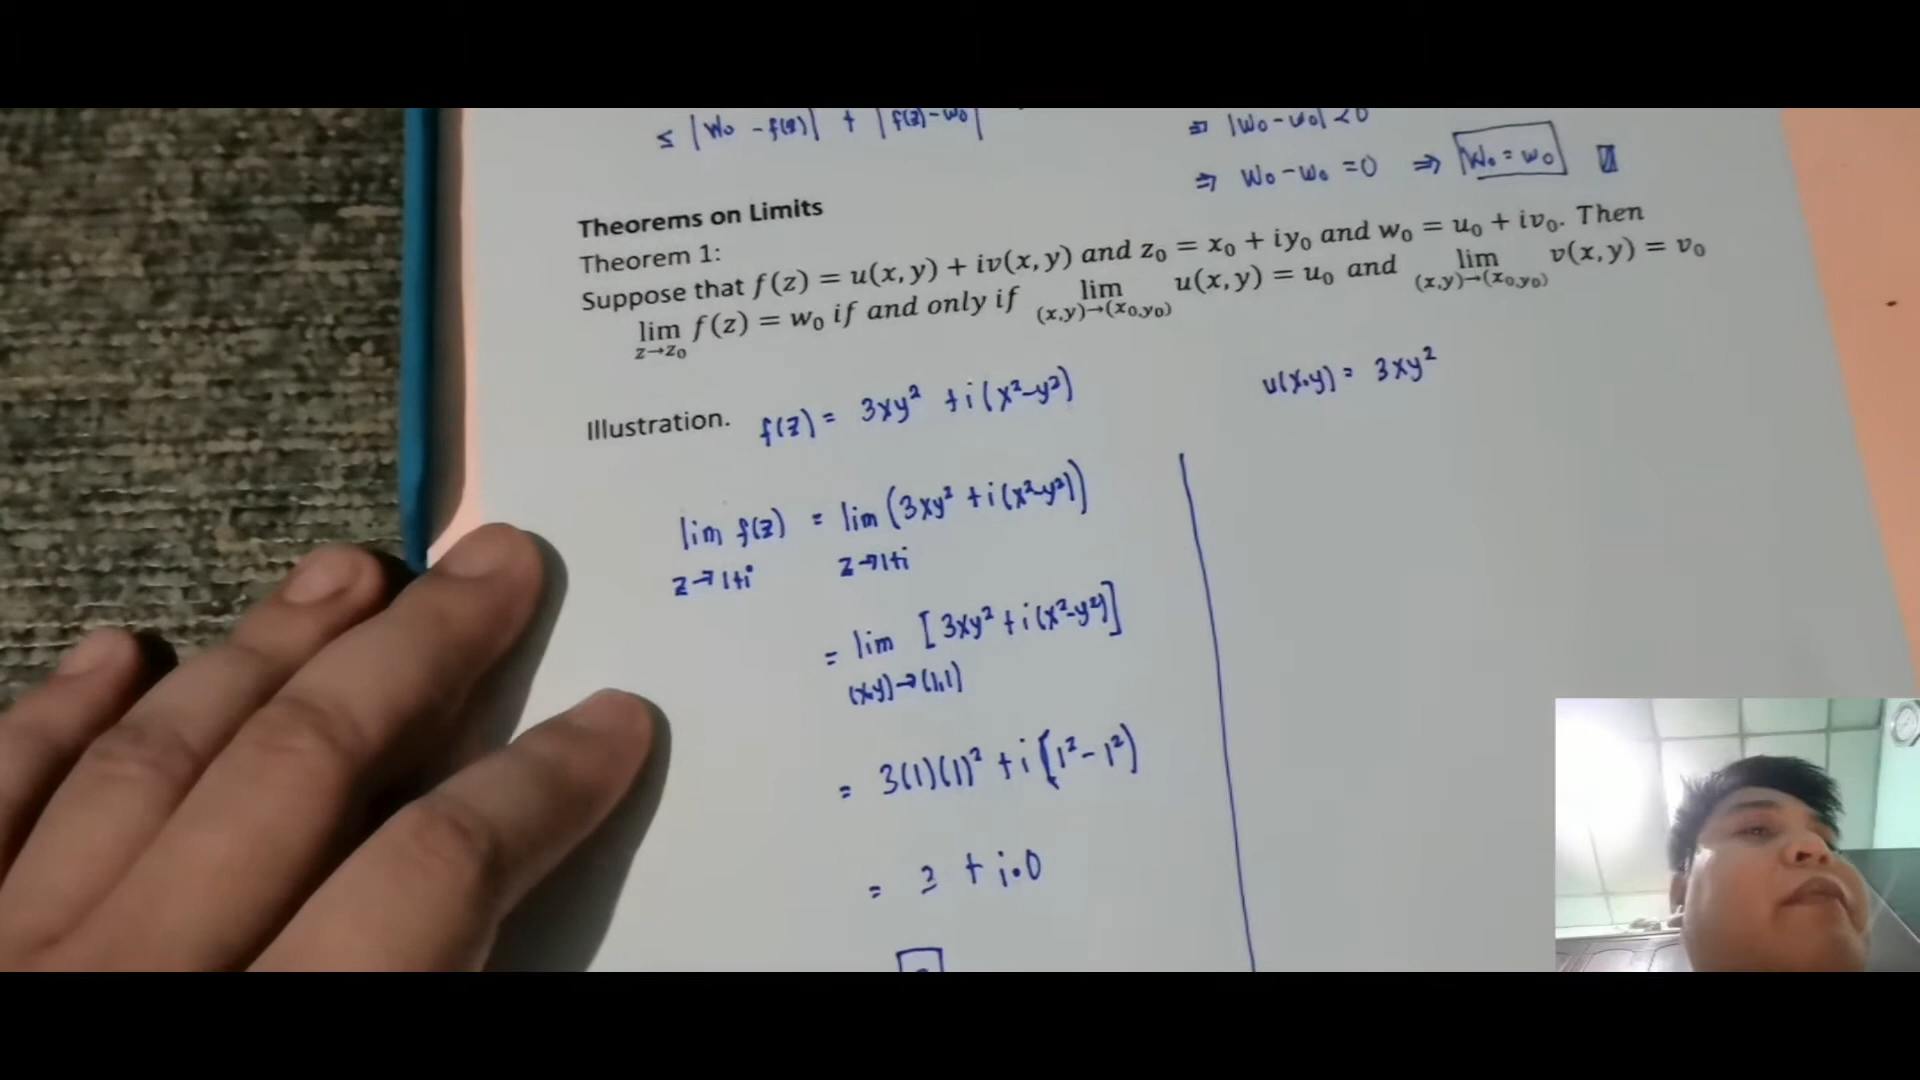 ≤ |W₀ - f(z)| + |f(z) - w₀|
⇒ |W₀ - w₀| < 0
⇒ W₀ - w₀ = 0 ⇒ W₀ = w₀
Theorems on Limits
Theorem 1:
Suppose that f(z) = u(x, y) + iv(x, y) and z₀ = x₀ + iy₀ and w₀ = u₀ + iv₀. Then
lim f(z) = w₀ if and only if lim u(x, y) = u₀ and lim v(x, y) = v₀
z→z₀ (x,y)→(x₀,y₀) (x,y)→(x₀,y₀)
Illustration. f(z) = 3xy² + i(x²-y²)
u(x,y) = 3xy²
lim f(z) = lim (3xy² + i(x²-y²))
z→1+i z→1+i
= lim [3xy² + i(x²-y²)]
(x,y)→(1,1)
= 3(1)(1)² + i(1²-1²)
= 3 + i·0